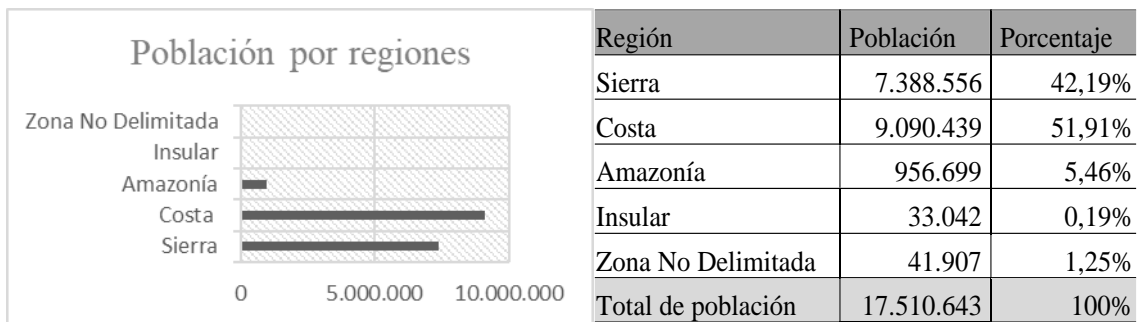 Población por regiones
Zona No Delimitada
Insular
Amazonía
Costa
Sierra
0 5.000.000 10.000.000
Región Población Porcentaje
Sierra 7.388.556 42,19%
Costa 9.090.439 51,91%
Amazonía 956.699 5,46%
Insular 33.042 0,19%
Zona No Delimitada 41.907 1,25%
Total de población 17.510.643 100%